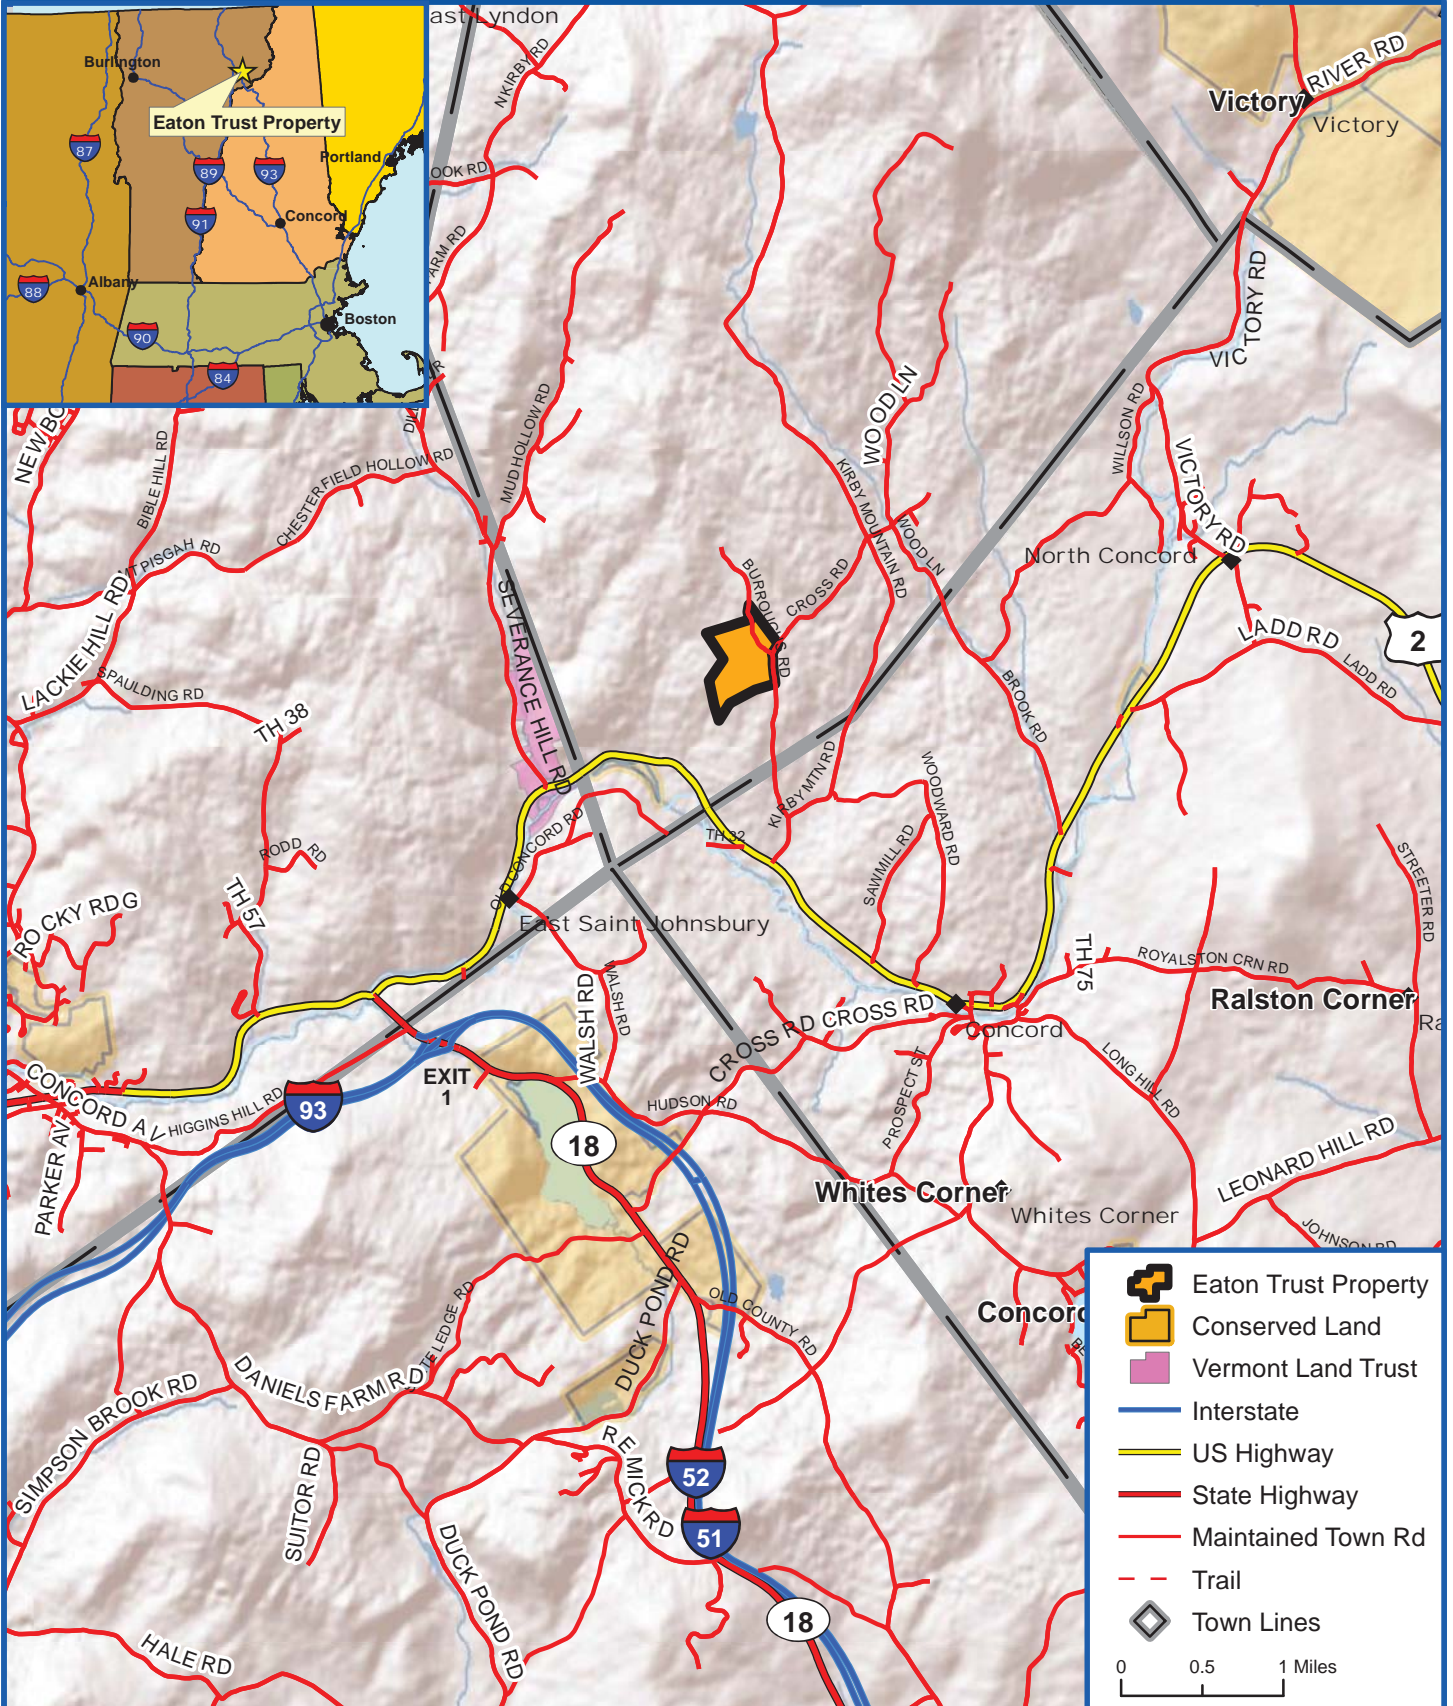 Burlington
Eaton Trust Property
87
89
93
Portland
91
Concord
88
Albany
90
Boston
84
ast Lyndon
NKIRBY RD
OOK RD
ARM RD
Victory
RIVER RD
Victory
VICTORY RD
VICTORY RD
WILLSON RD
VICTORY RD
North Concord
2
LADD RD
LADD RD
WOOD LN
KIRBY MOUNTAIN RD
WOOD LN
BURROUGHS RD
CROSS RD
BROOK RD
MUD HOLLOW RD
CHESTERFIELD HOLLOW RD
BIBLE HILL RD
MT PISGAH RD
LACKIE HILL RD
SPAULDING RD
TH 38
SEVERANCE HILL RD
OLD CONCORD RD
RODD RD
TH 57
ROCKY RDG
East Saint Johnsbury
TH 32
KIRBY MTN RD
WOODWARD RD
SAWMILL RD
STREETER RD
TH 75
ROYALSTON CRN RD
Ralston Corner
Ra
WALSH RD
WALSH RD
CROSS RD
CROSS RD
Concord
LONG HILL RD
PROSPECT ST
HUDSON RD
EXIT
1
93
18
CONCORD AV
HIGGINS HILL RD
PARKER AV
Whites Corner
Whites Corner
LEONARD HILL RD
JOHNSON RD
Concord
DUCK POND RD
OLD COUNTY RD
DANIELS FARM RD
SIMPSON BROOK RD
SUITOR RD
REMICK RD
52
51
18
DUCK POND RD
HALE RD
Eaton Trust Property
Conserved Land
Vermont Land Trust
Interstate
US Highway
State Highway
Maintained Town Rd
Trail
Town Lines
0 0.5 1 Miles